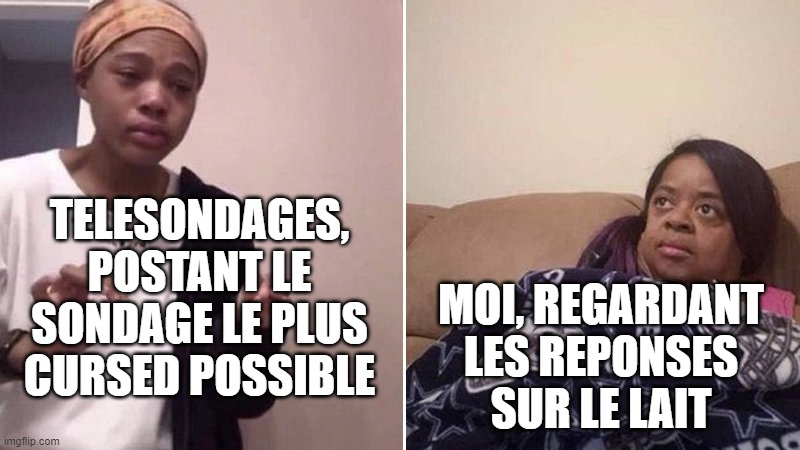 TELESONDAGES,
POSTANT LE
SONDAGE LE PLUS
CURSED POSSIBLE
MOI, REGARDANT
LES REPONSES
SUR LE LAIT
imgflip.com